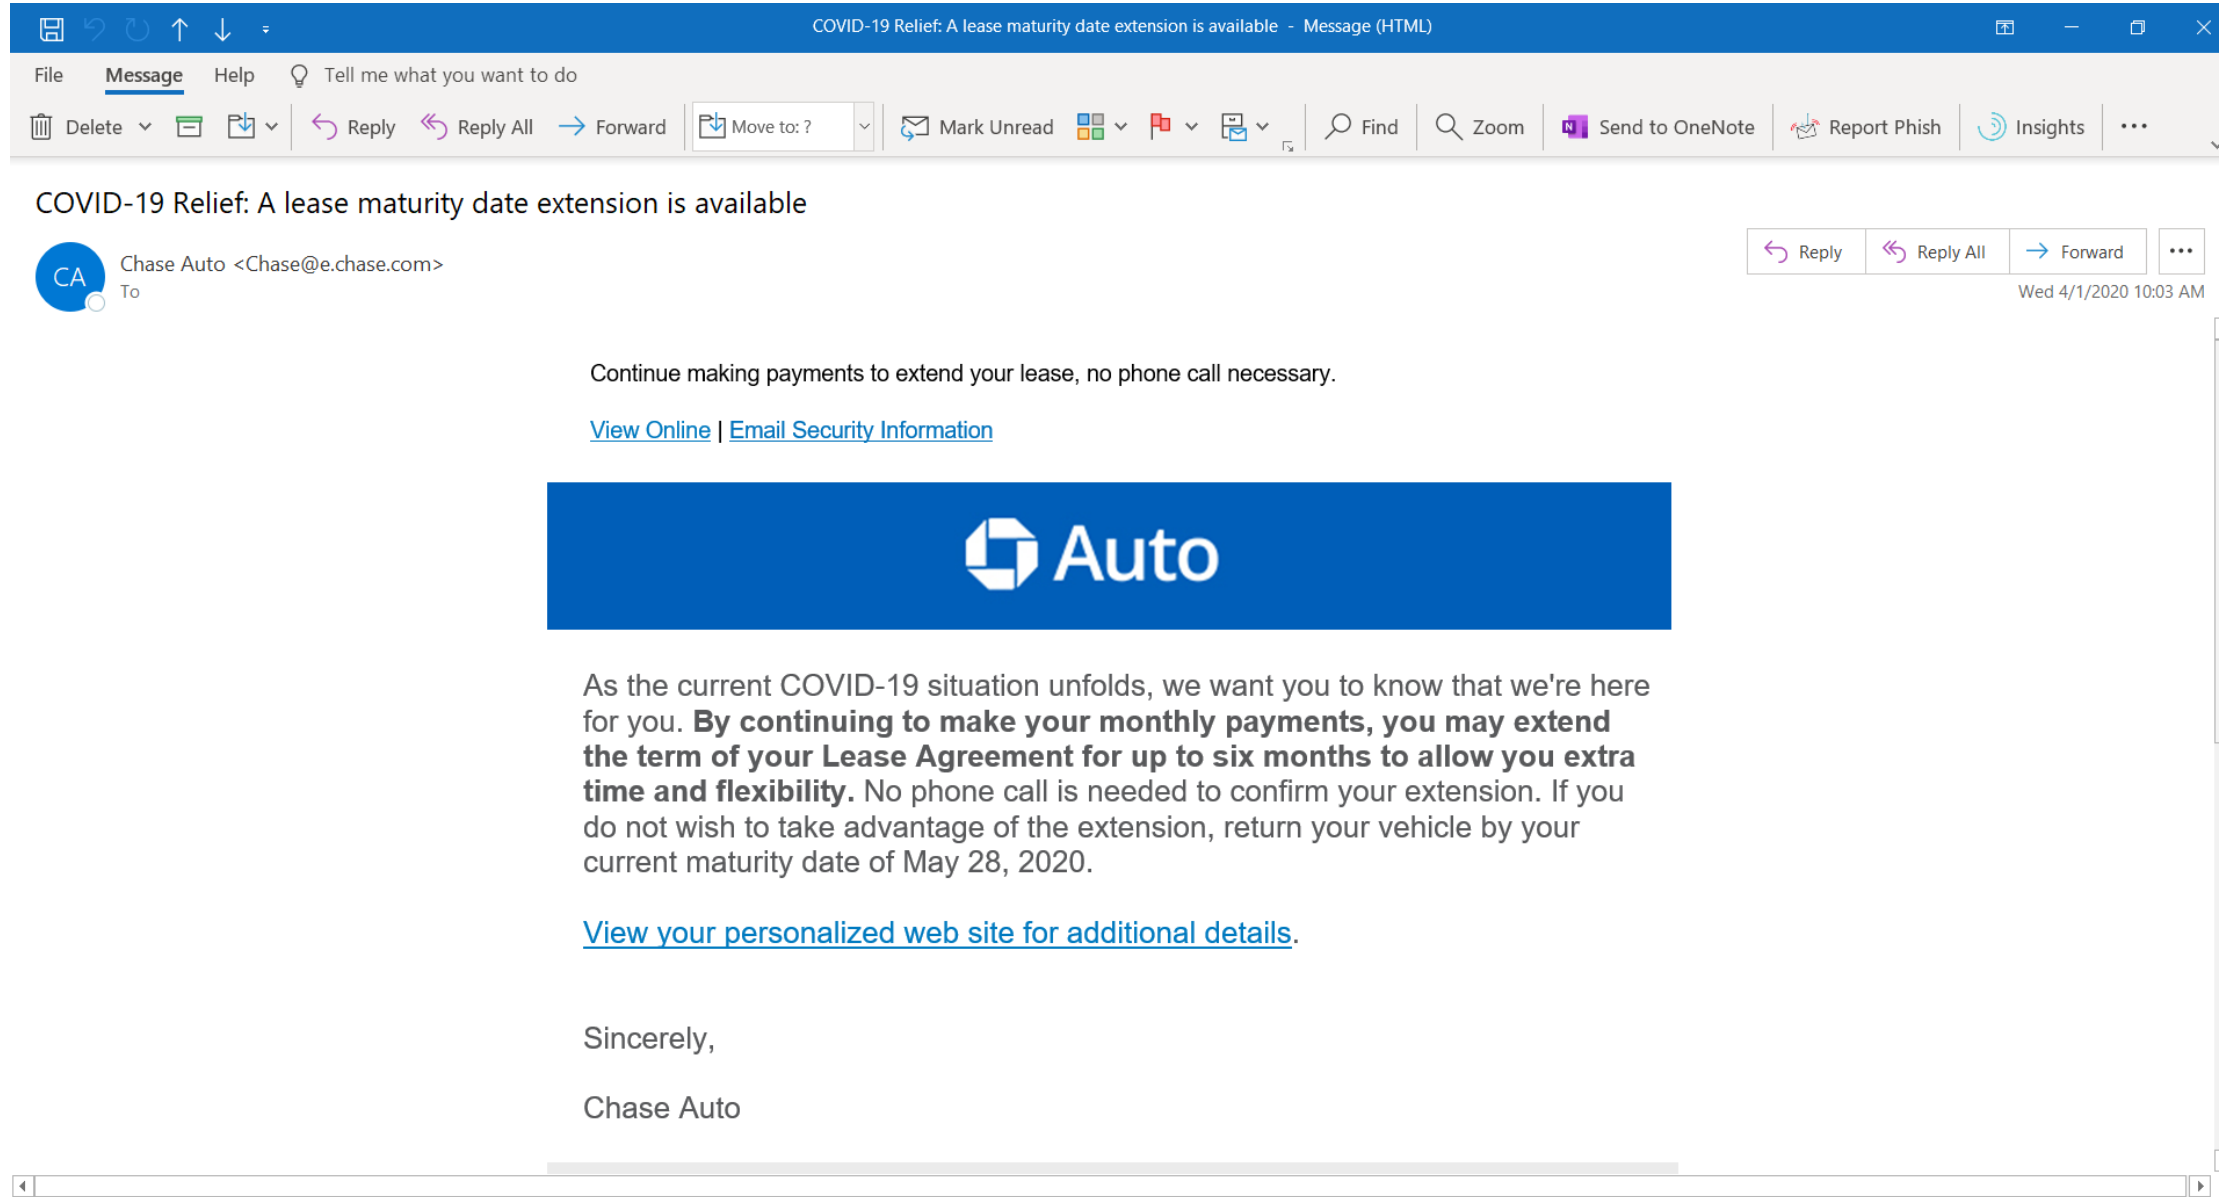 COVID-19 Relief: A lease maturity date extension is available - Message (HTML)
File Message Help Tell me what you want to do
Delete Reply Reply All Forward Move to: ? Mark Unread Find Zoom Send to OneNote Report Phish Insights
COVID-19 Relief: A lease maturity date extension is available
CA
Chase Auto <Chase@e.chase.com>
To
Reply Reply All Forward
Wed 4/1/2020 10:03 AM
Continue making payments to extend your lease, no phone call necessary.
View Online | Email Security Information
Auto
As the current COVID-19 situation unfolds, we want you to know that we're here
for you. By continuing to make your monthly payments, you may extend
the term of your Lease Agreement for up to six months to allow you extra
time and flexibility. No phone call is needed to confirm your extension. If you
do not wish to take advantage of the extension, return your vehicle by your
current maturity date of May 28, 2020.
View your personalized web site for additional details.
Sincerely,
Chase Auto